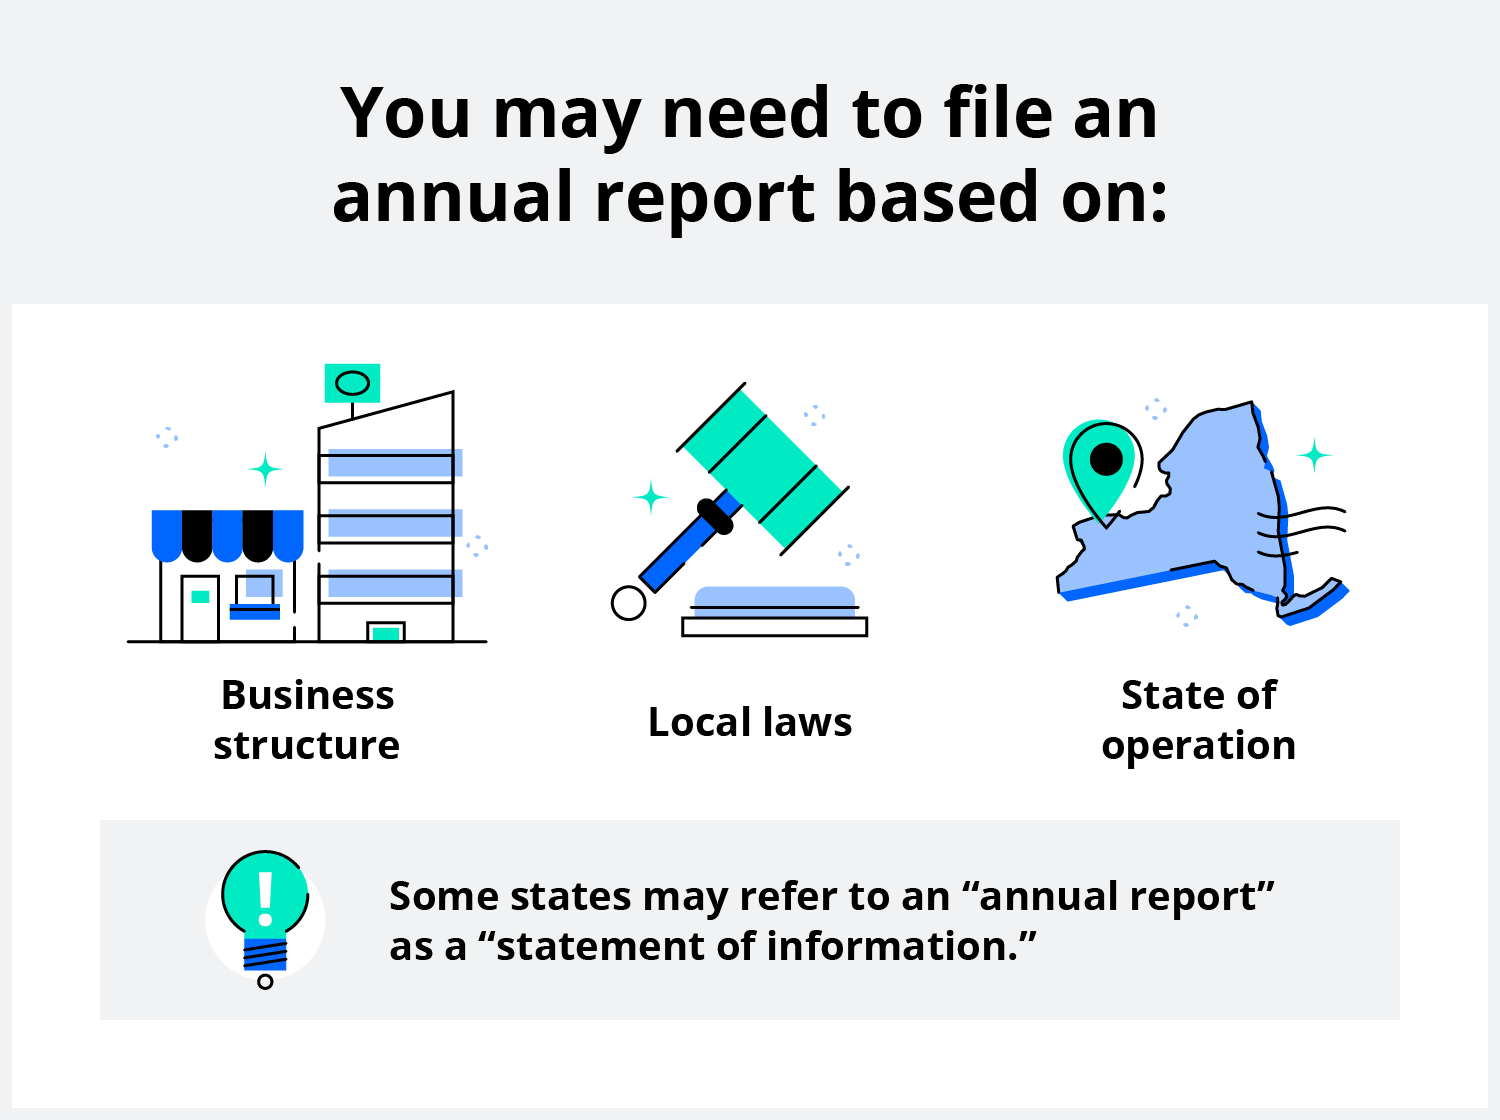 You may need to file an
annual report based on:
Business
structure
Local laws
State of
operation
!
Some states may refer to an “annual report”
as a “statement of information.”